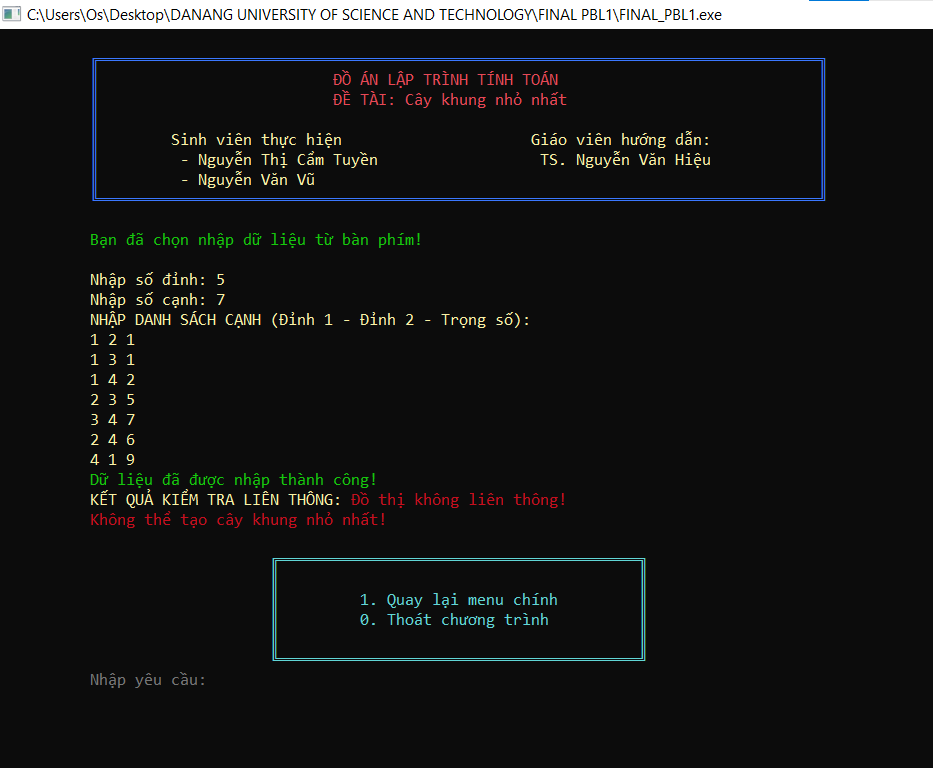 C:\Users\Os\Desktop\DANANG UNIVERSITY OF SCIENCE AND TECHNOLOGY\FINAL PBL1\FINAL_PBL1.exe
ĐỒ ÁN LẬP TRÌNH TÍNH TOÁN
ĐỀ TÀI: Cây khung nhỏ nhất
Sinh viên thực hiện Giáo viên hướng dẫn:
- Nguyễn Thị Cẩm Tuyền TS. Nguyễn Văn Hiệu
- Nguyễn Văn Vũ
Bạn đã chọn nhập dữ liệu từ bàn phím!
Nhập số đỉnh: 5
Nhập số cạnh: 7
NHẬP DANH SÁCH CẠNH (Đỉnh 1 - Đỉnh 2 - Trọng số):
1 2 1
1 3 1
1 4 2
2 3 5
3 4 7
2 4 6
4 1 9
Dữ liệu đã được nhập thành công!
KẾT QUẢ KIỂM TRA LIÊN THÔNG: Đồ thị không liên thông!
Không thể tạo cây khung nhỏ nhất!
1. Quay lại menu chính
0. Thoát chương trình
Nhập yêu cầu: